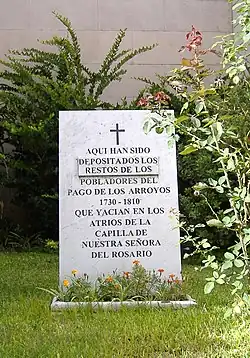 AQUI HAN SIDO
DEPOSITADOS LOS
RESTOS DE LOS
POBLADORES DEL
PAGO DE LOS ARROYOS
1730 - 1810
QUE YACIAN EN LOS
ATRIOS DE LA
CAPILLA DE
NUESTRA SEÑORA
DEL ROSARIO